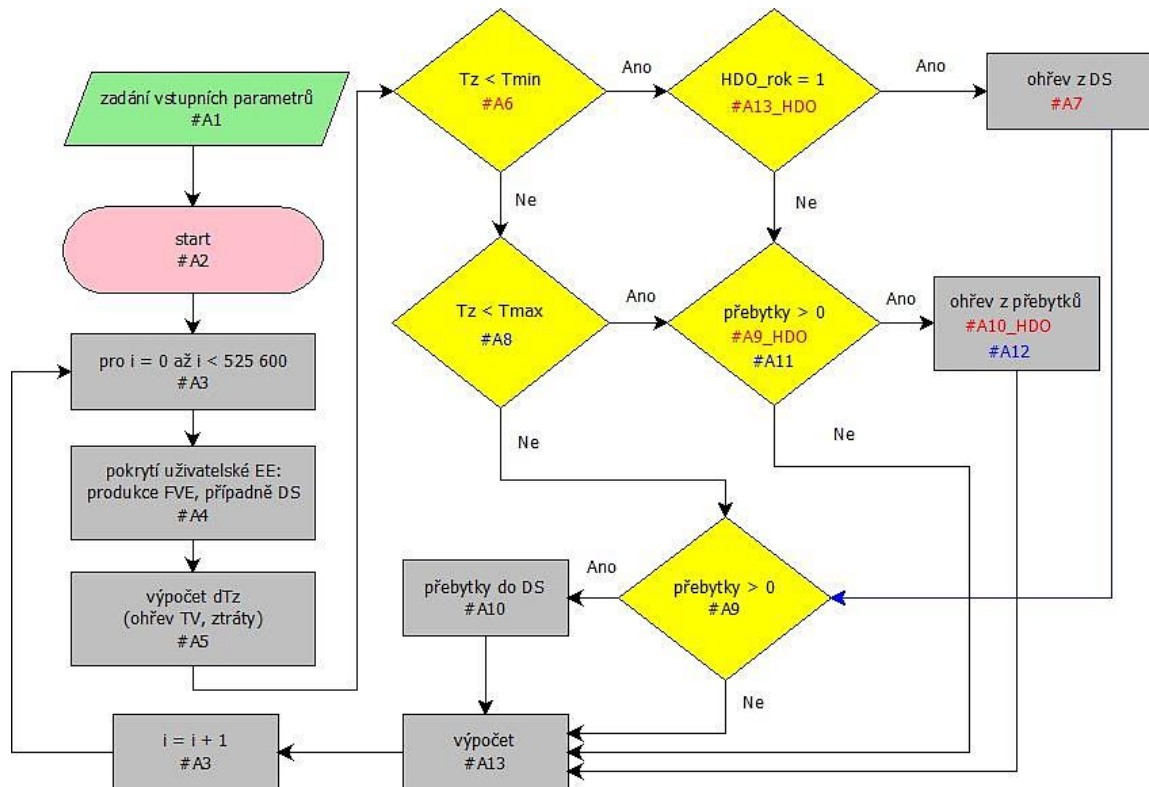 zadání vstupních parametrů
#A1
start
#A2
pro i = 0 až i < 525 600
#A3
pokrytí uživatelské EE:
produkce FVE, případně DS
#A4
výpočet dTz
(ohřev TV, ztráty)
#A5
Tz < Tmin
#A6
Ano
HDO_rok = 1
#A13_HDO
Ano
ohřev z DS
#A7
Ne
Ne
Tz < Tmax
#A8
Ano
přebytky > 0
#A9_HDO
#A11
Ano
ohřev z přebytků
#A10_HDO
#A12
Ne
Ne
přebytky > 0
#A9
Ano
přebytky do DS
#A10
Ne
výpočet
#A13
i = i + 1
#A3